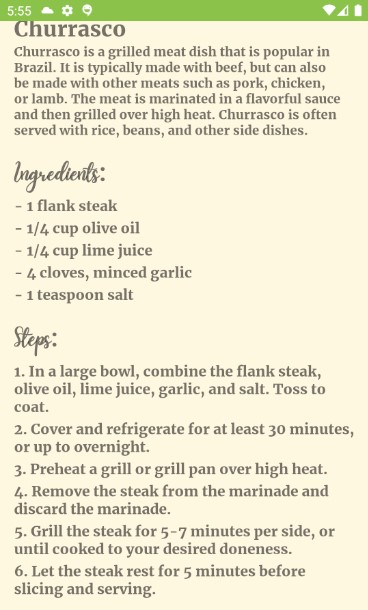 5:55
Churrasco
Churrasco is a grilled meat dish that is popular in
Brazil. It is typically made with beef, but can also
be made with other meats such as pork, chicken,
or lamb. The meat is marinated in a flavorful sauce
and then grilled over high heat. Churrasco is often
served with rice, beans, and other side dishes.
Ingredients:
- 1 flank steak
- 1/4 cup olive oil
- 1/4 cup lime juice
- 4 cloves, minced garlic
- 1 teaspoon salt
Steps:
1. In a large bowl, combine the flank steak,
olive oil, lime juice, garlic, and salt. Toss to
coat.
2. Cover and refrigerate for at least 30 minutes,
or up to overnight.
3. Preheat a grill or grill pan over high heat.
4. Remove the steak from the marinade and
discard the marinade.
5. Grill the steak for 5-7 minutes per side, or
until cooked to your desired doneness.
6. Let the steak rest for 5 minutes before
slicing and serving.